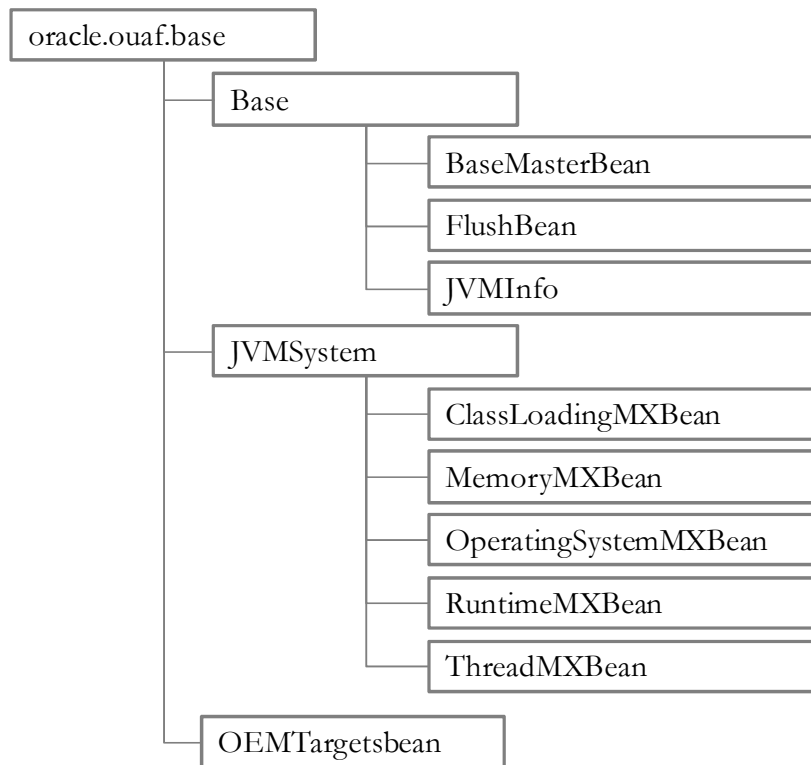 oracle.ouaf.base
Base
BaseMasterBean
FlushBean
JVMInfo
JVMSystem
ClassLoadingMXBean
MemoryMXBean
OperatingSystemMXBean
RuntimeMXBean
ThreadMXBean
OEMTargetsbean